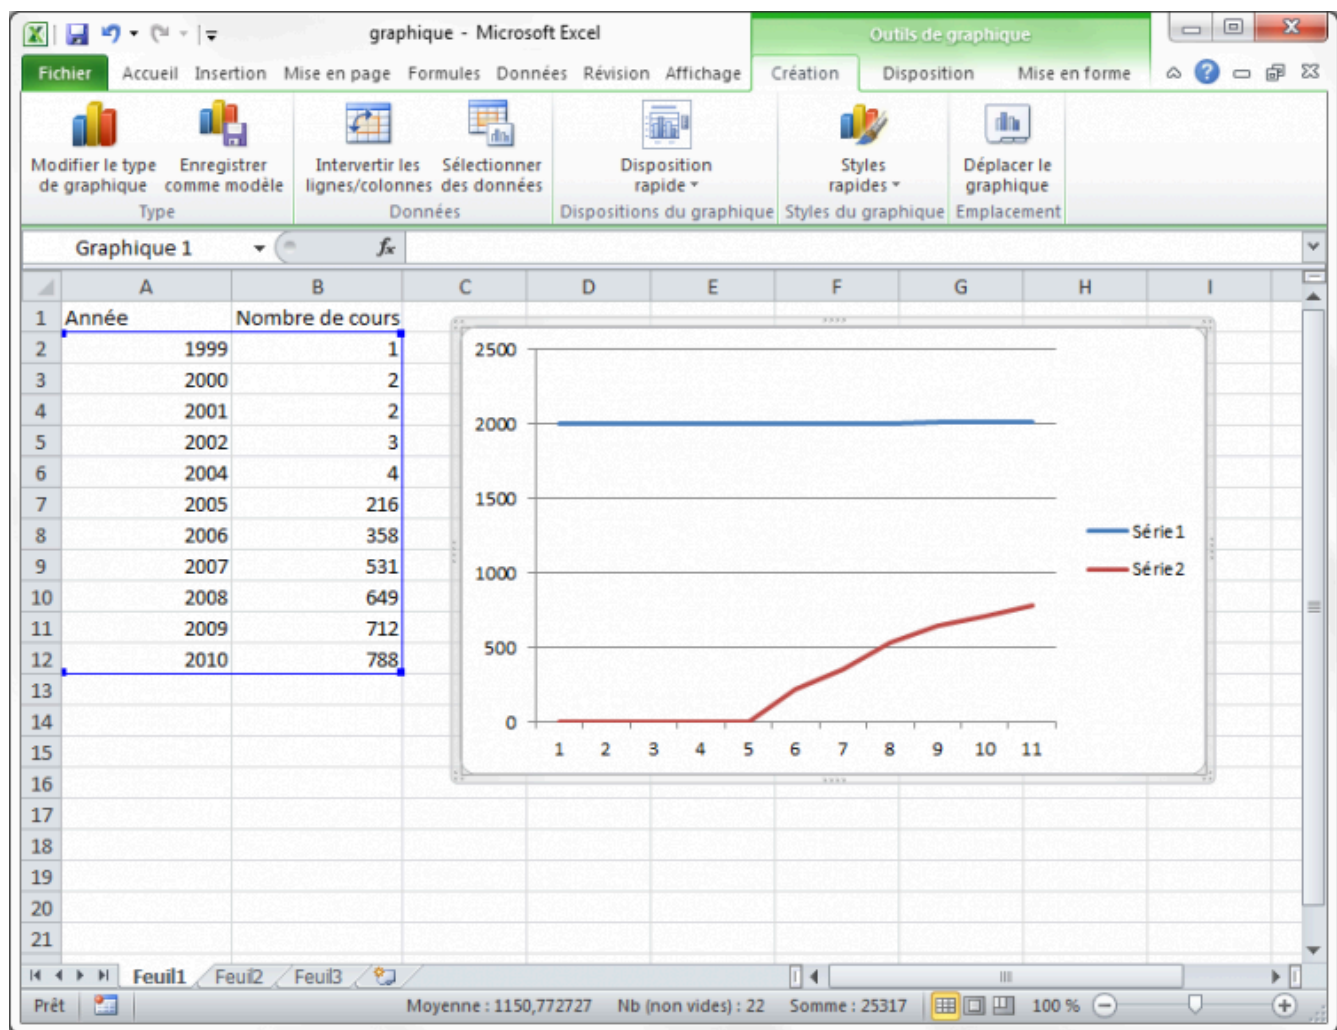 graphique - Microsoft Excel
Outils de graphique
Fichier Accueil Insertion Mise en page Formules Données Révision Affichage Création Disposition Mise en forme
Modifier le type Enregistrer Intervertir les Sélectionner Disposition Styles Déplacer le
de graphique comme modèle lignes/colonnes des données rapide rapides graphique
Type Données Dispositions du graphique Styles du graphique Emplacement
Graphique 1 fx
A B C D E F G H I
1 Année Nombre de cours
2 1999 1
3 2000 2
4 2001 2
5 2002 3
6 2004 4
7 2005 216
8 2006 358
9 2007 531
10 2008 649
11 2009 712
12 2010 788
13
14
15
16
17
18
19
20
21
2500
2000
1500
1000
500
0
1 2 3 4 5 6 7 8 9 10 11
Série1
Série2
Feuil1 Feuil2 Feuil3
Prêt Moyenne : 1150,772727 Nb (non vides) : 22 Somme : 25317 100 %